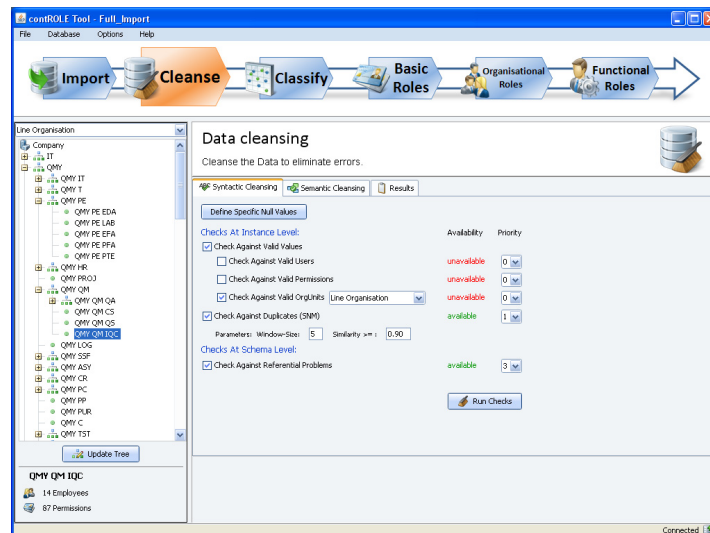 contROLE Tool - Full_Import
File Database Options Help
Import Cleanse Classify Basic Roles Organisational Roles Functional Roles
Line Organisation
Company
IT
QMY
QMY IT
QMY T
QMY PE
QMY PE EDA
QMY PE LAB
QMY PE EFA
QMY PE PFA
QMY PE PTE
QMY HR
QMY PROJ
QMY QM
QMY QM QA
QMY QM CS
QMY QM QS
QMY QM IQC
QMY LOG
QMY SSF
QMY ASY
QMY CR
QMY PC
QMY PP
QMY PUR
QMY C
QMY TST
Update Tree
QMY QM IQC
14 Employees
87 Permissions
Data cleansing
Cleanse the Data to eliminate errors.
Syntactic Cleansing Semantic Cleansing Results
Define Specific Null Values
Checks At Instance Level: Availability Priority
Check Against Valid Values
Check Against Valid Users unavailable 0
Check Against Valid Permissions unavailable 0
Check Against Valid OrgUnits Line Organisation unavailable 0
Check Against Duplicates (SNM) available 1
Parameters: Window-Size: 5 Similarity >= : 0.90
Checks At Schema Level:
Check Against Referential Problems available 3
Run Checks
Connected